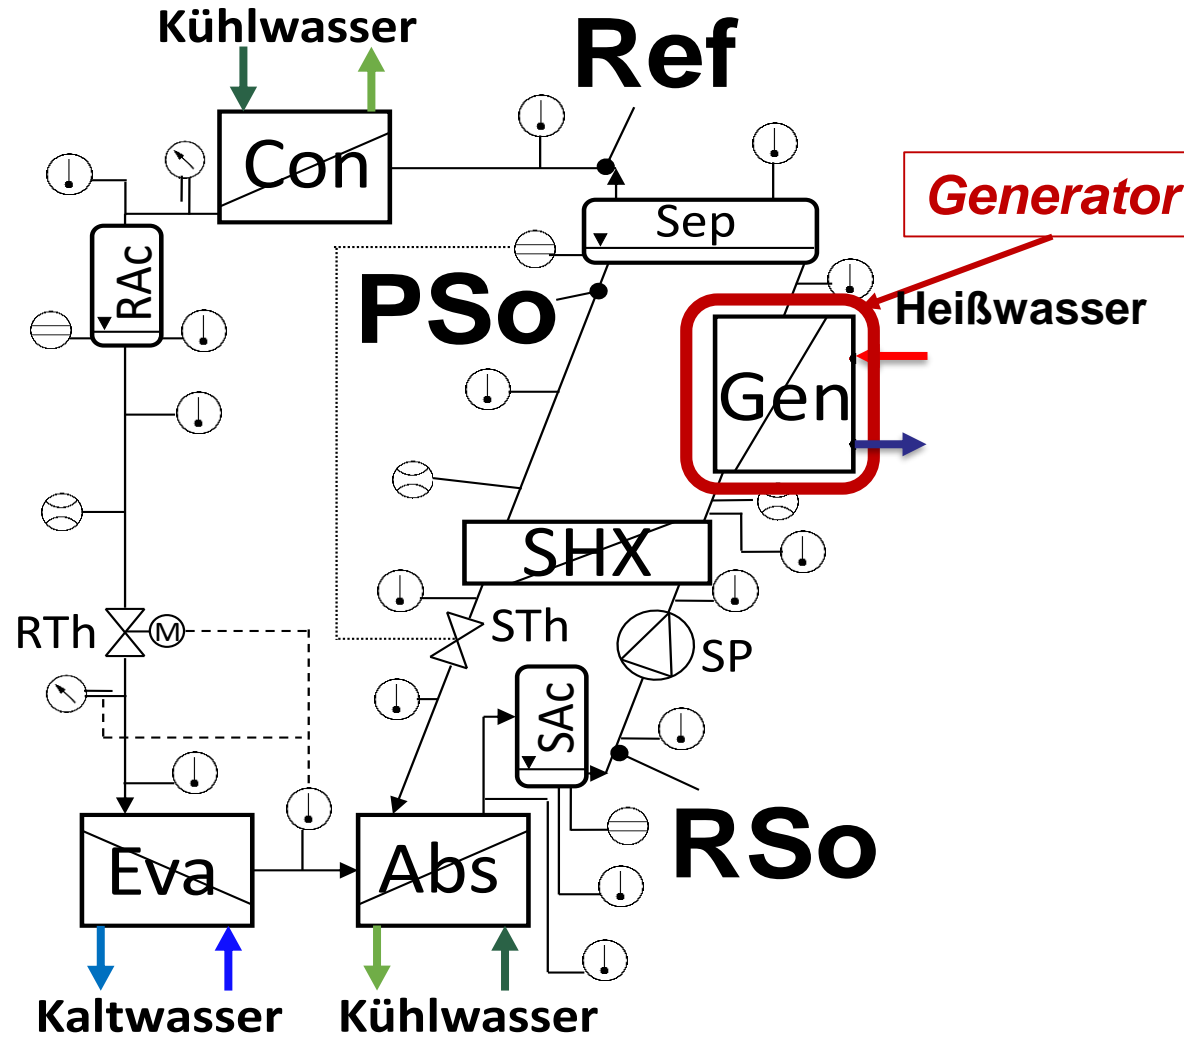 Kühlwasser
Ref
Con
Generator
Sep
RAc
PSo
Heißwasser
Gen
SHX
RTh
M
STh
SP
SAc
RSo
Eva
Abs
Kaltwasser
Kühlwasser